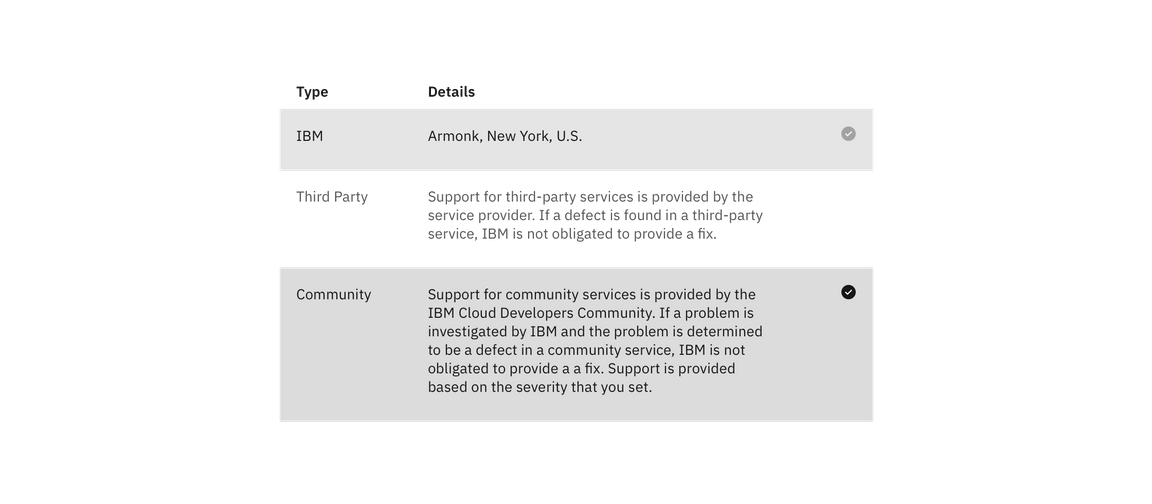 Type Details
IBM Armonk, New York, U.S.
Third Party Support for third-party services is provided by the
service provider. If a defect is found in a third-party
service, IBM is not obligated to provide a fix.
Community Support for community services is provided by the
IBM Cloud Developers Community. If a problem is
investigated by IBM and the problem is determined
to be a defect in a community service, IBM is not
obligated to provide a a fix. Support is provided
based on the severity that you set.